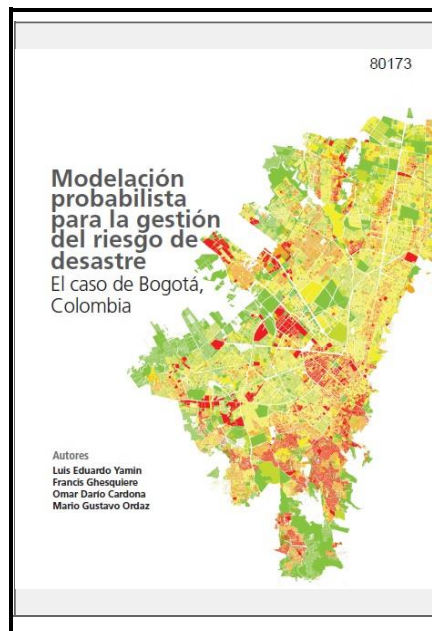 80173
Modelación
probabilista
para la gestión
del riesgo de
desastre
El caso de Bogotá,
Colombia
Autores
Luis Eduardo Yamin
Francis Ghesquiere
Omar Darío Cardona
Mario Gustavo Ordaz